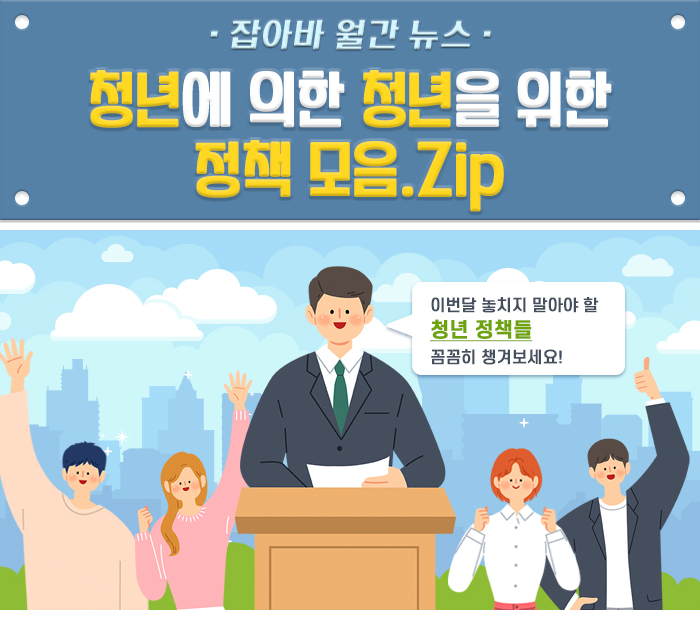 · 잡아바 월간 뉴스 ·
청년에 의한 청년을 위한
정책 모음.Zip
이번달 놓치지 말아야 할
청년 정책들
꼼꼼히 챙겨보세요!